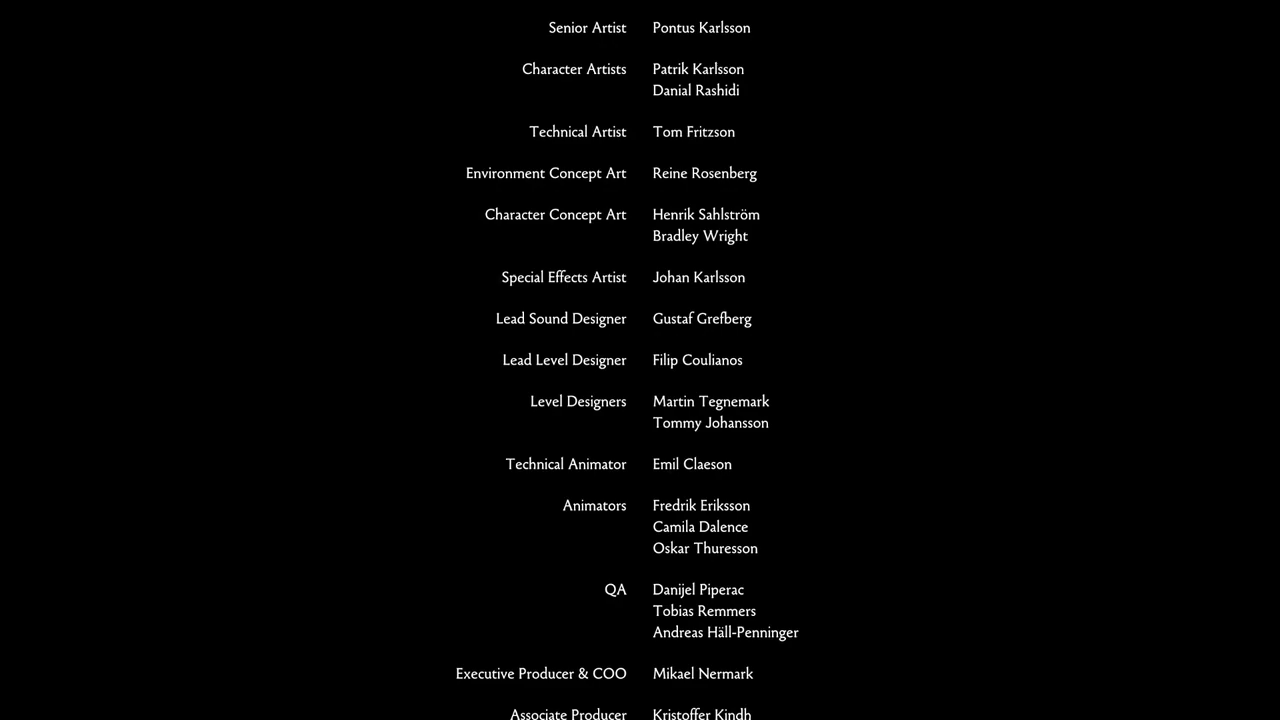 Senior Artist Pontus Karlsson
Character Artists Patrik Karlsson
Danial Rashidi
Technical Artist Tom Fritzson
Environment Concept Art Reine Rosenberg
Character Concept Art Henrik Sahlström
Bradley Wright
Special Effects Artist Johan Karlsson
Lead Sound Designer Gustaf Grefberg
Lead Level Designer Filip Coulianos
Level Designers Martin Tegnemark
Tommy Johansson
Technical Animator Emil Claeson
Animators Fredrik Eriksson
Camila Dalence
Oskar Thuresson
QA Danijel Piperac
Tobias Remmers
Andreas Häll-Penninger
Executive Producer & COO Mikael Nermark
Associate Producer Kristoffer Kindh